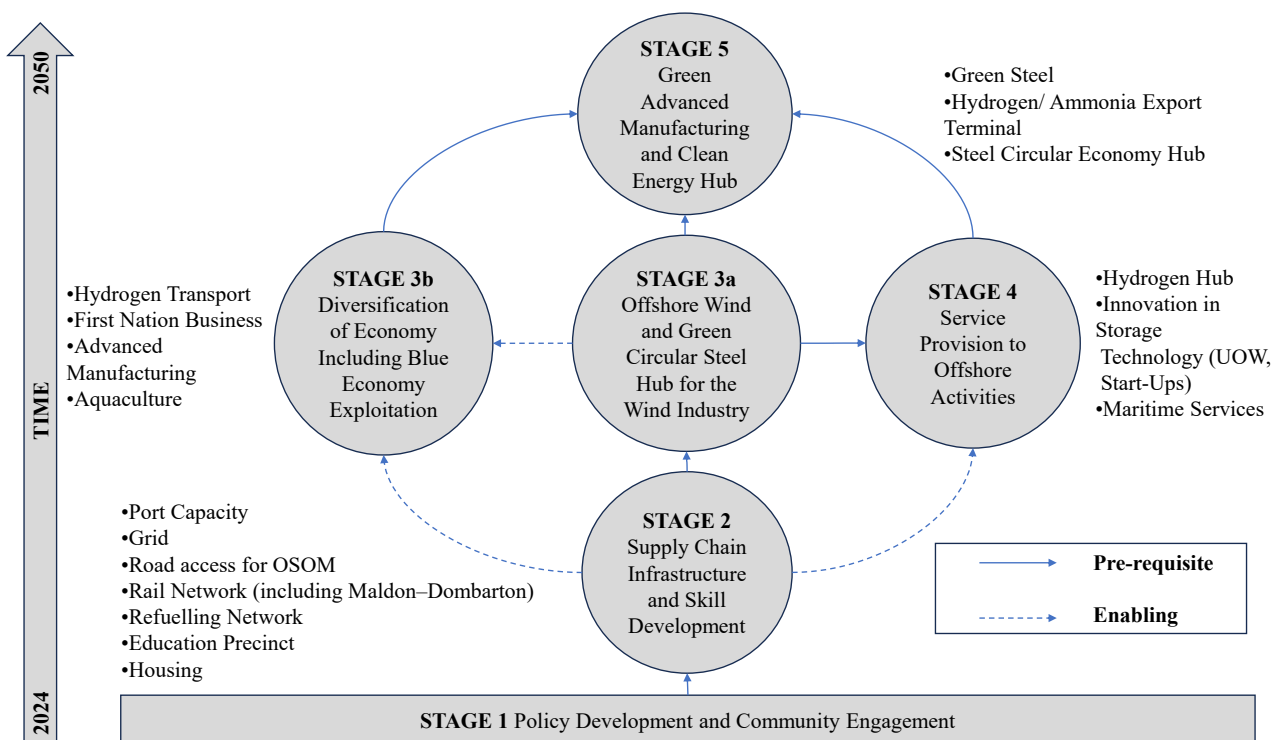 2050
TIME
2024
STAGE 5
Green
Advanced
Manufacturing
and Clean
Energy Hub
•Green Steel
•Hydrogen/ Ammonia Export
Terminal
•Steel Circular Economy Hub
•Hydrogen Transport
•First Nation Business
•Advanced
Manufacturing
•Aquaculture
STAGE 3b
Diversification
of Economy
Including Blue
Economy
Exploitation
STAGE 3a
Offshore Wind
and Green
Circular Steel
Hub for the
Wind Industry
STAGE 4
Service
Provision to
Offshore
Activities
•Hydrogen Hub
•Innovation in
Storage
Technology (UOW,
Start-Ups)
•Maritime Services
•Port Capacity
•Grid
•Road access for OSOM
•Rail Network (including Maldon–Dombarton)
•Refuelling Network
•Education Precinct
•Housing
STAGE 2
Supply Chain
Infrastructure
and Skill
Development
Pre-requisite
Enabling
STAGE 1 Policy Development and Community Engagement